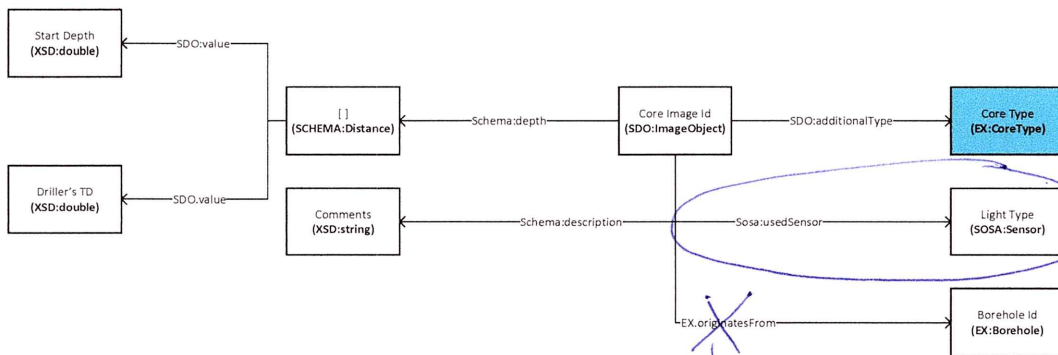 Start Depth
(XSD:double)
SDO:value
[ ]
(SCHEMA:Distance)
Schema:depth
Core Image Id
(SDO:ImageObject)
SDO:additionalType
Core Type
(EX:CoreType)
Driller's TD
(XSD:double)
SDO.value
Comments
(XSD:string)
Schema:description
Sosa:usedSensor
Light Type
(SOSA:Sensor)
EX.originatesFrom
Borehole Id
(EX:Borehole)